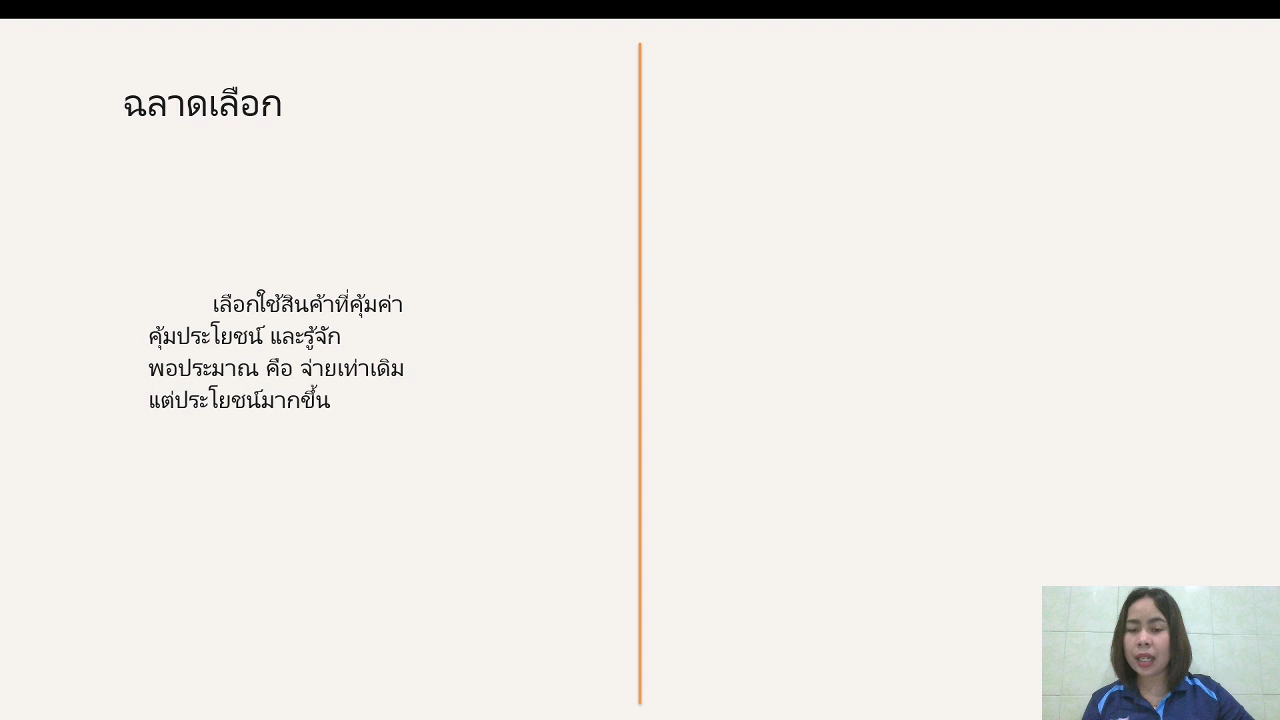 ฉลาดเลือก
เลือกใช้สินค้าที่คุ้มค่า
คุ้มประโยชน์ และรู้จัก
พอประมาณ คือ จ่ายเท่าเดิม
แต่ประโยชน์มากขึ้น